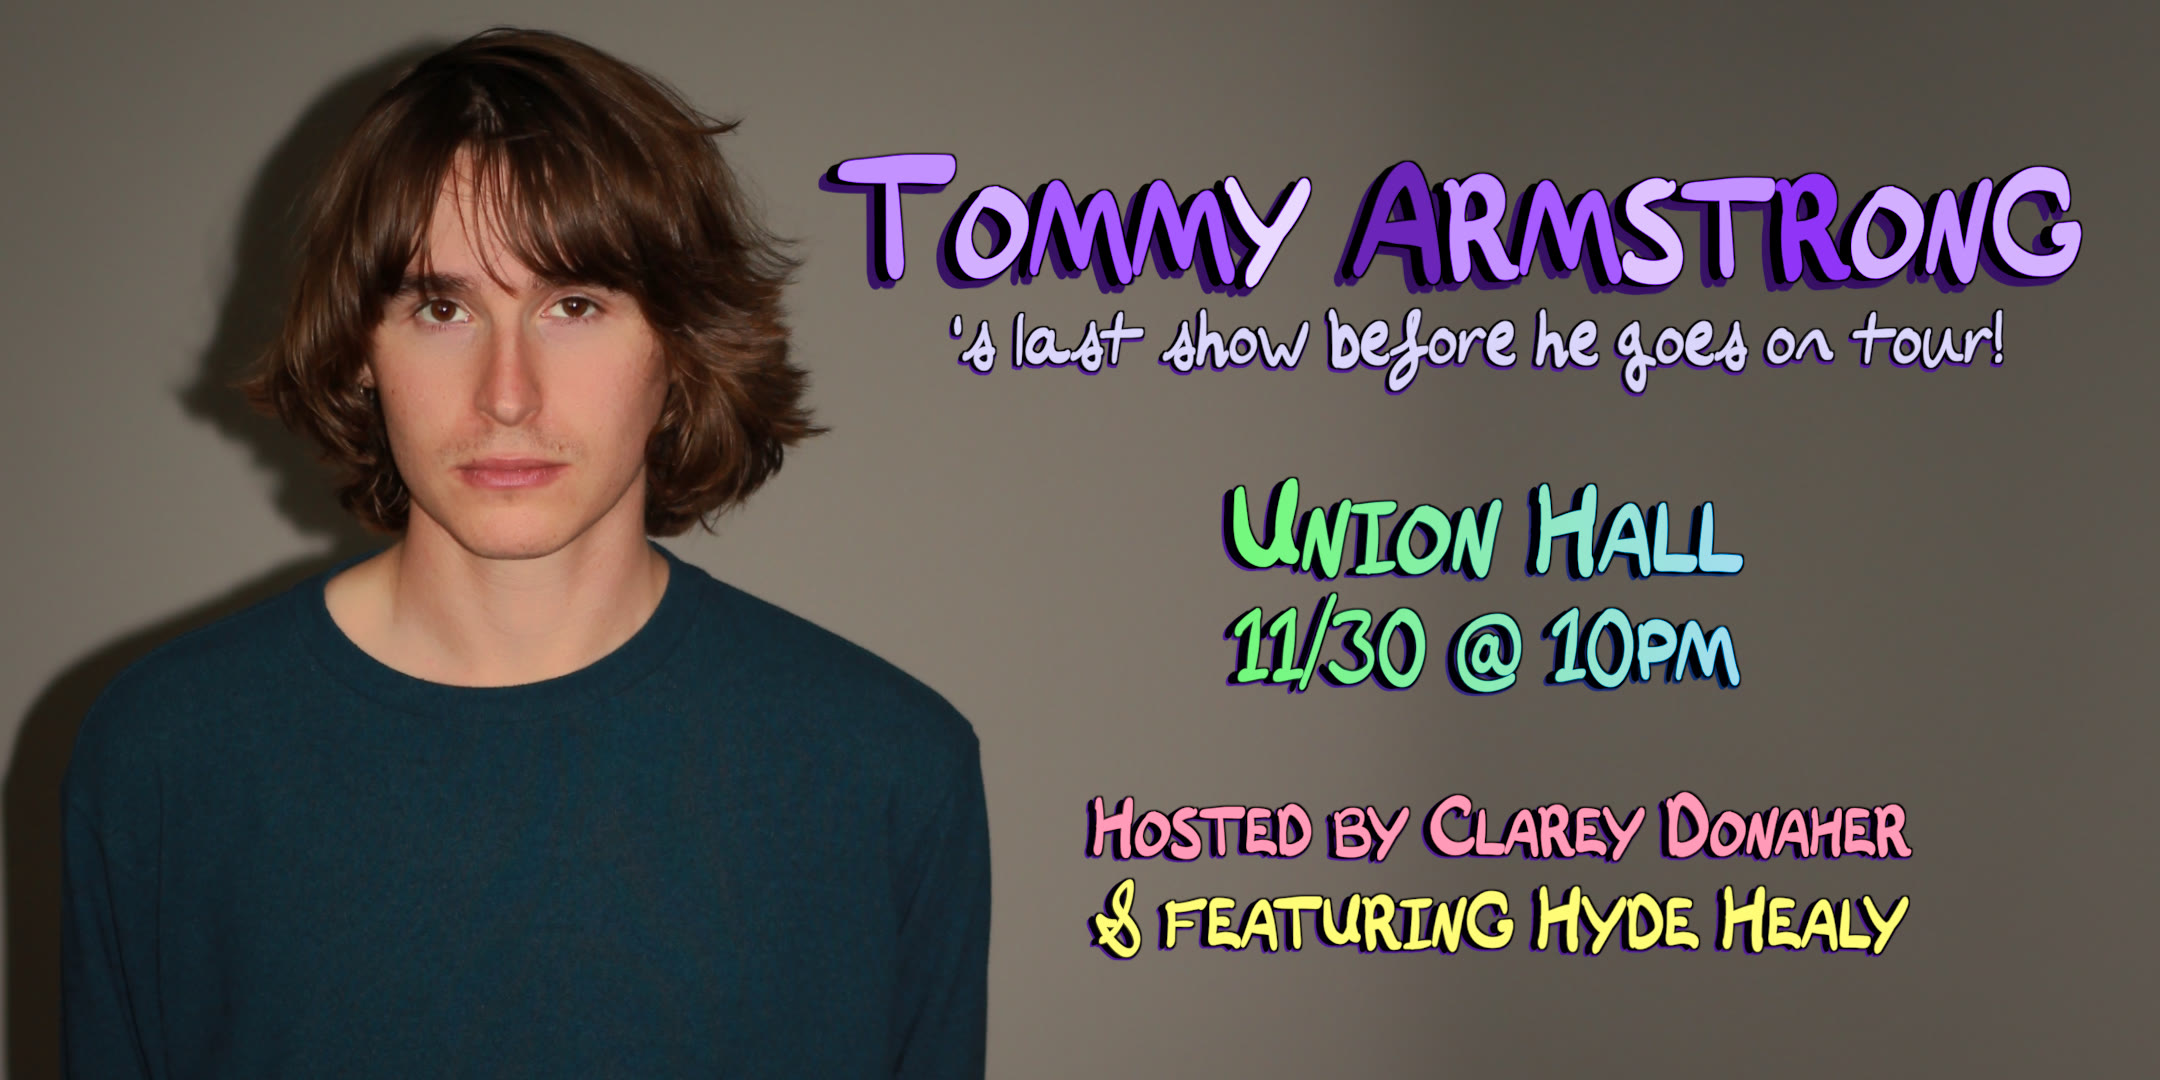 Tommy Armstrong
's last show before he goes on tour!
Union Hall
11/30 @ 10pm
Hosted by Clarey Donaher
& featuring Hyde Healy